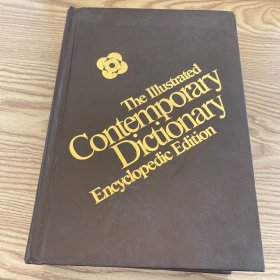 The Illustrated
Contemporary
Dictionary
Encyclopedic Edition